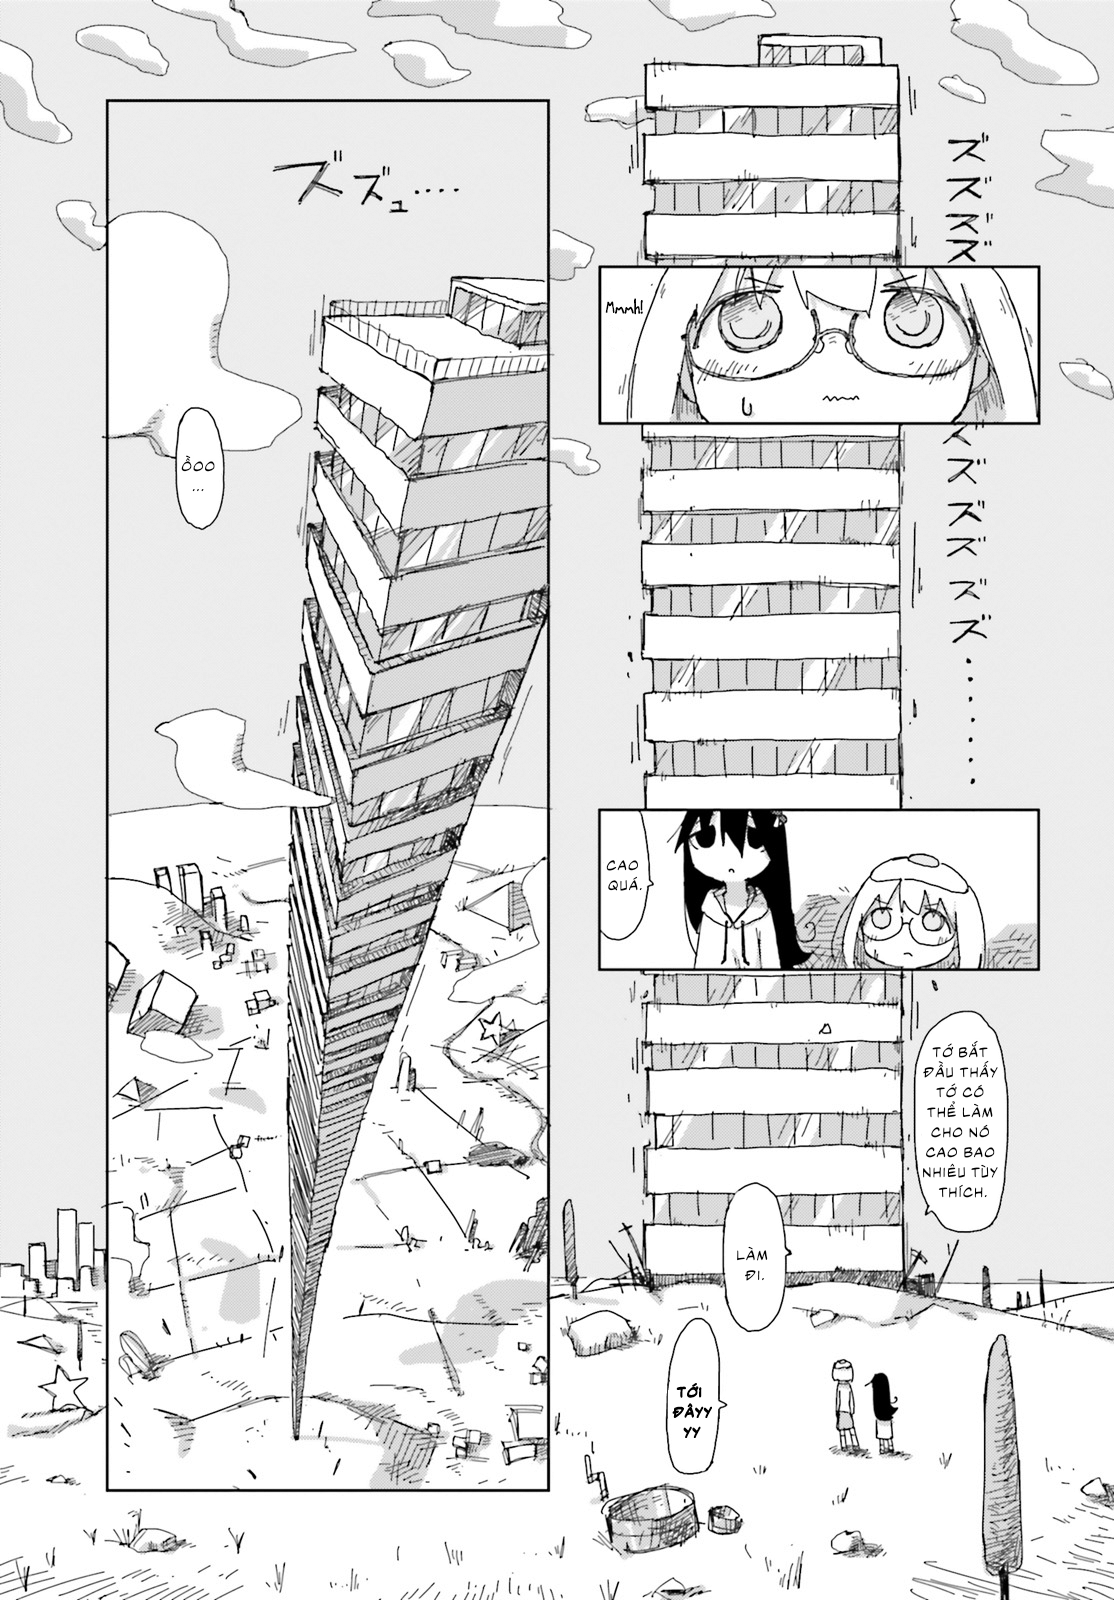 ズ
ズ
ズ
ズ
Mmmh!
ズ
ズ
ズ
ズ
ズ
ズ
......
CAO
QUÁ.
TỚ BẮT
ĐẦU THẤY
TỚ CÓ
THỂ LÀM
CHO NÓ
CAO BAO
NHIÊU TÙY
THÍCH.
LÀM
ĐI.
TỚI
ĐÂYY
YY
ズズュ....
ỒOO
...